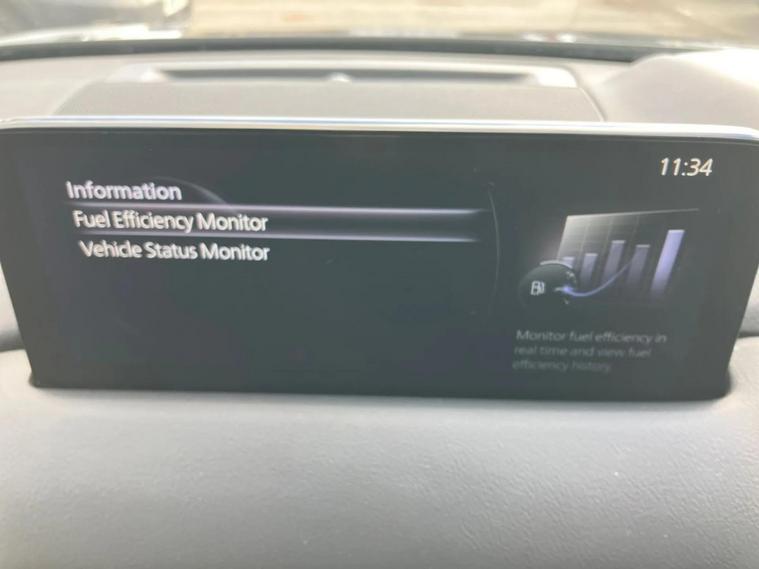 11:34
Information
Fuel Efficiency Monitor
Vehicle Status Monitor
Monitor fuel efficiency in
real time and view fuel
efficiency history.